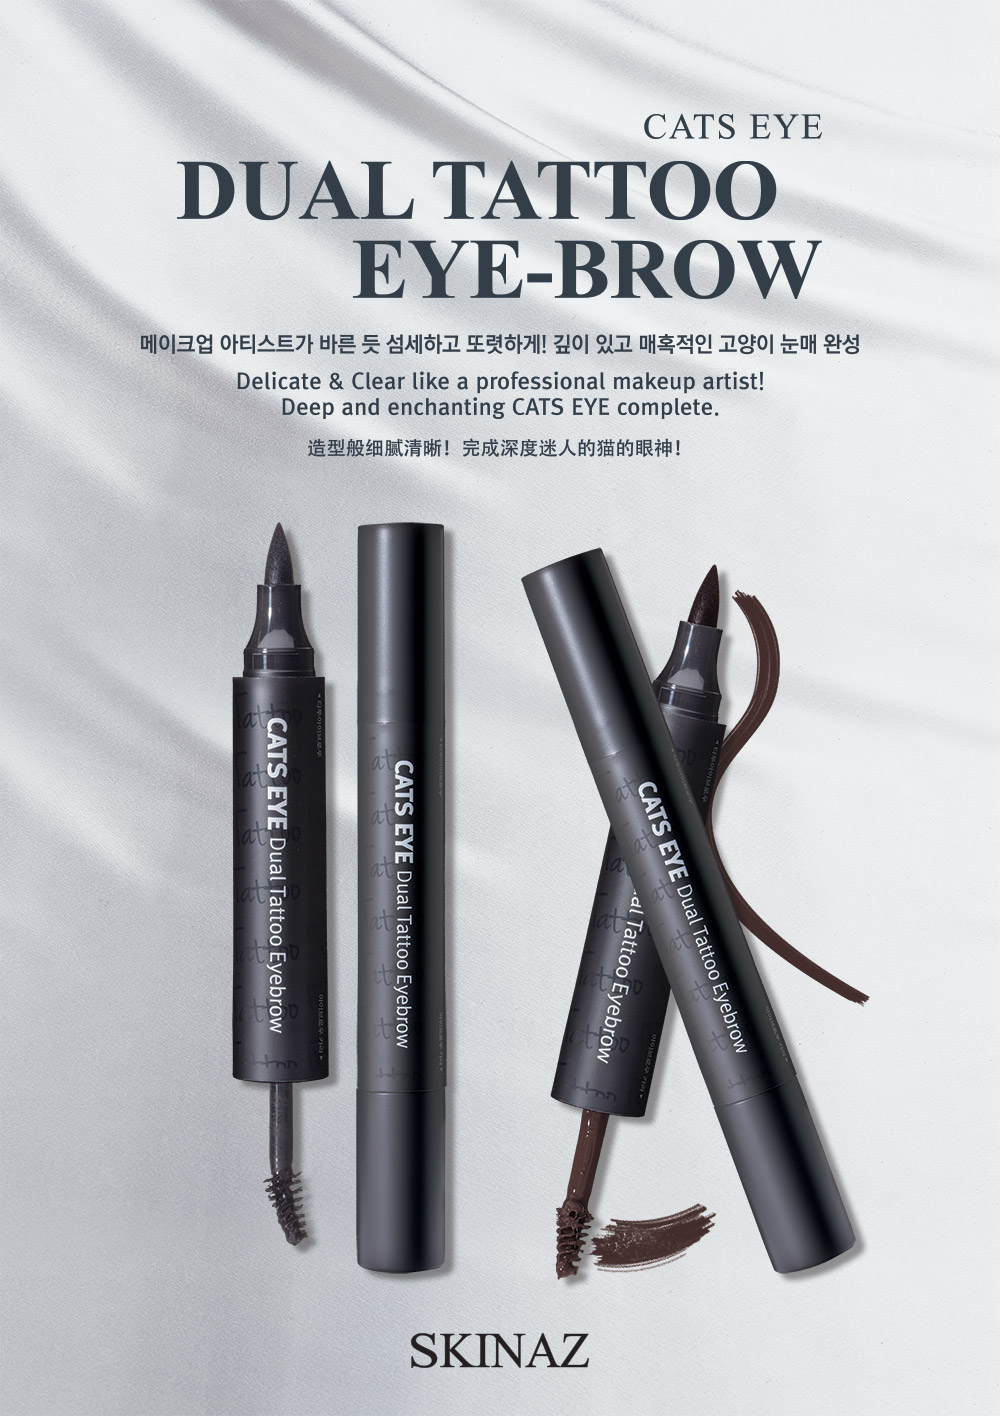 CATS EYE
DUAL TATTOO
EYE-BROW
메이크업 아티스트가 바른 듯 섬세하고 또렷하게! 깊이 있고 매혹적인 고양이 눈매 완성
Delicate & Clear like a professional makeup artist!
Deep and enchanting CATS EYE complete.
造型般细腻清晰！完成深度迷人的猫的眼神！
CATS EYE Dual Tattoo Eyebrow
CATS EYE Dual Tattoo Eyebrow
Tattoo Eyebrow
CATS EYE Dual Tattoo Eyebrow
SKINAZ